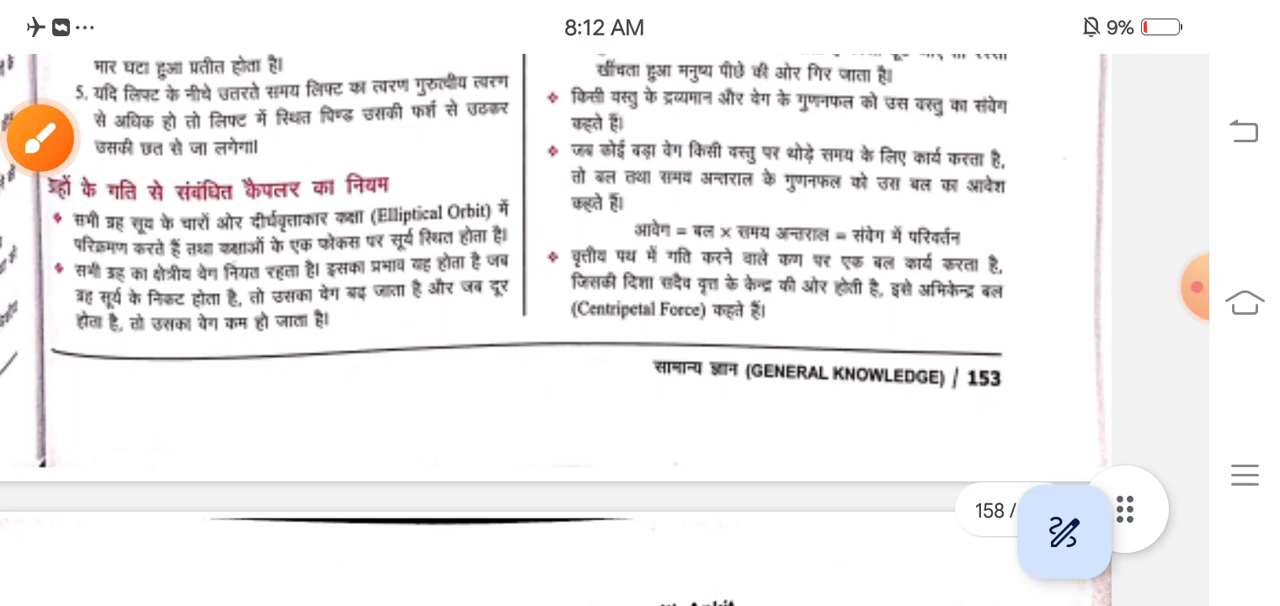 8:12 AM
9%
भार घटा हुआ प्रतीत होता है।
5. यदि लिफ्ट के नीचे उतरते समय लिफ्ट का त्वरण गुरुत्वीय त्वरण
से अधिक हो तो लिफ्ट में स्थित पिण्ड उसकी फर्श से उठकर
उसकी छत से जा लगेगा।
ग्रहों के गति से संबंधित कैपलर का नियम
सभी ग्रह सूर्य के चारों ओर दीर्घवृत्ताकार कक्षा (Elliptical Orbit) में
परिक्रमण करते हैं तथा कक्षाओं के एक फोकस पर सूर्य स्थित होता है।
सभी ग्रह का क्षेत्रीय वेग नियत रहता है। इसका प्रभाव यह होता है जब
ग्रह सूर्य के निकट होता है, तो उसका वेग बढ़ जाता है और जब दूर
होता है, तो उसका वेग कम हो जाता है।
खींचता हुआ मनुष्य पीछे की ओर गिर जाता है।
किसी वस्तु के द्रव्यमान और वेग के गुणनफल को उस वस्तु का संवेग
कहते हैं।
जब कोई बड़ा वेग किसी वस्तु पर थोड़े समय के लिए कार्य करता है,
तो बल तथा समय अन्तराल के गुणनफल को उस बल का आवेश
कहते हैं।
आवेग = बल × समय अन्तराल = संवेग में परिवर्तन
वृत्तीय पथ में गति करने वाले कण पर एक बल कार्य करता है,
जिसकी दिशा सदैव वृत्त के केन्द्र की ओर होती है, इसे अभिकेन्द्र बल
(Centripetal Force) कहते हैं।
सामान्य ज्ञान (GENERAL KNOWLEDGE) / 153
158 /